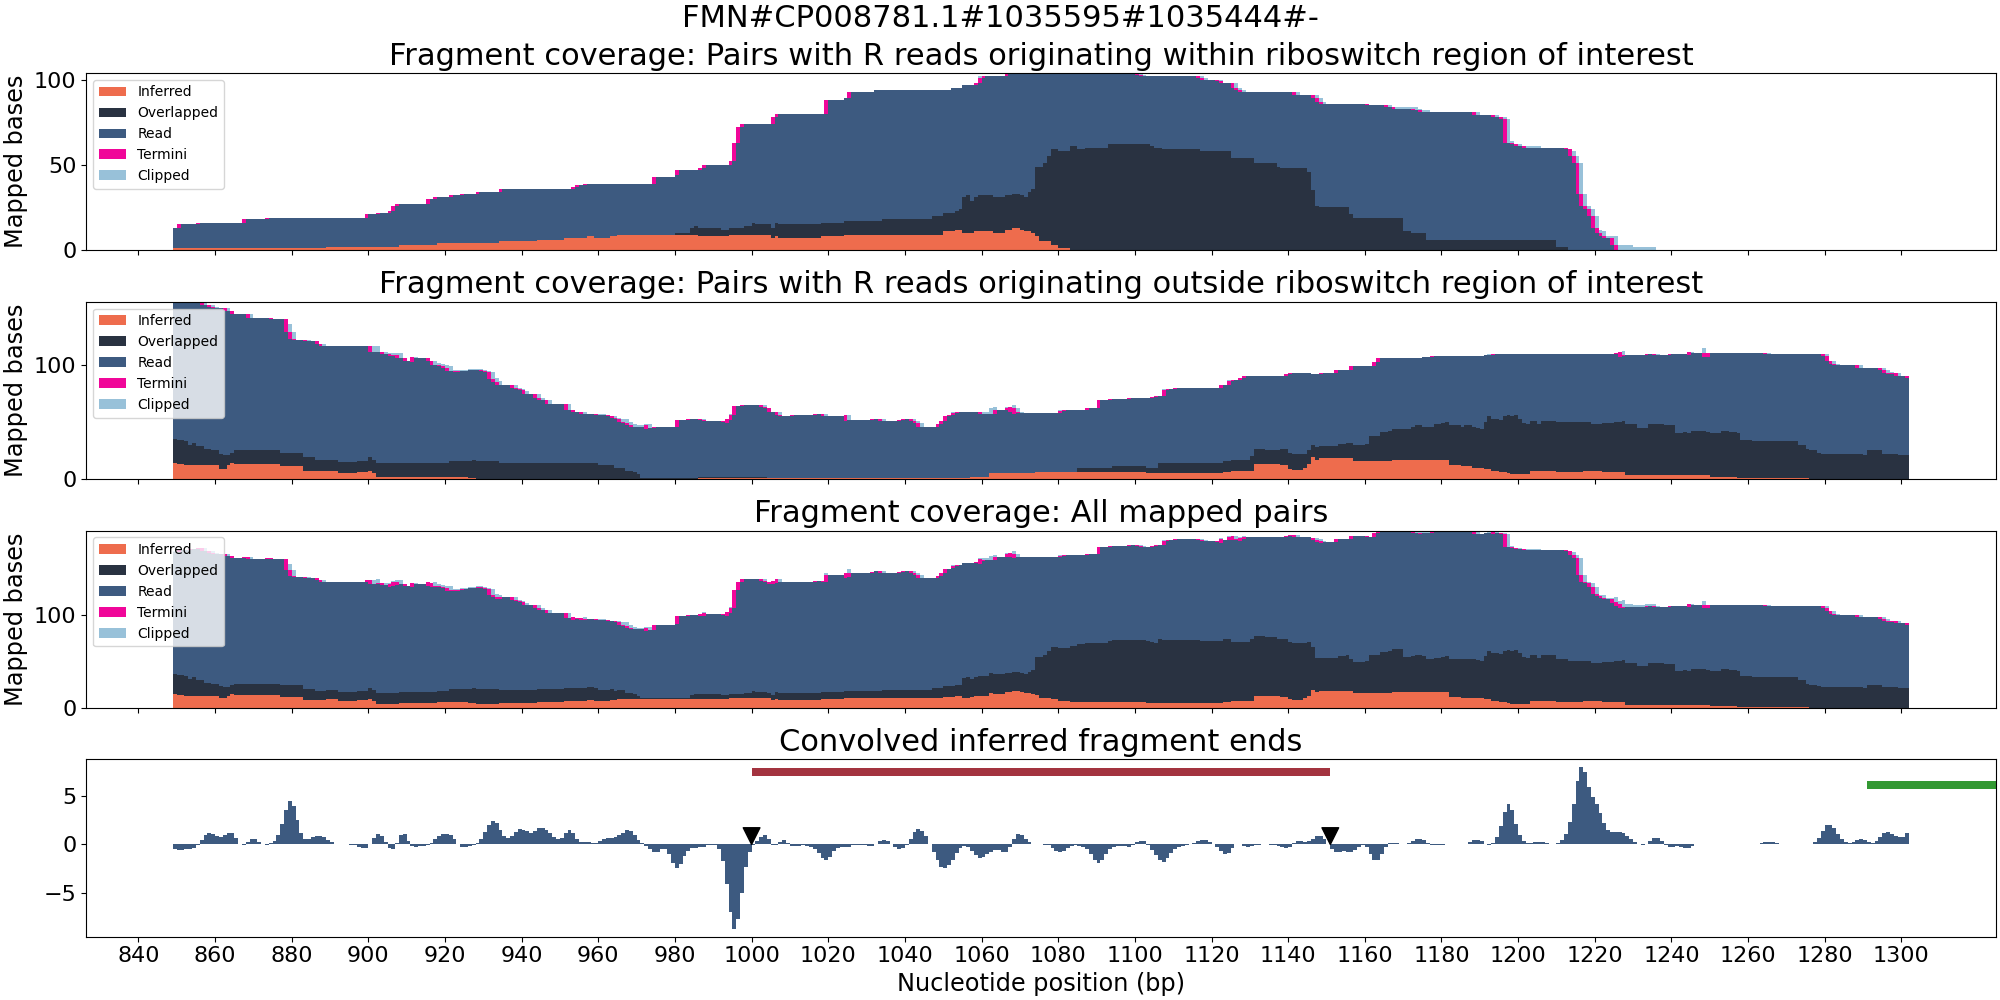 FMN#CP008781.1#1035595#1035444#-
Fragment coverage: Pairs with R reads originating within riboswitch region of interest
Mapped bases
100
50
0
Inferred
Overlapped
Read
Termini
Clipped
Fragment coverage: Pairs with R reads originating outside riboswitch region of interest
Mapped bases
100
0
Inferred
Overlapped
Read
Termini
Clipped
Fragment coverage: All mapped pairs
Mapped bases
100
0
Inferred
Overlapped
Read
Termini
Clipped
Convolved inferred fragment ends
5
0
−5
840 860 880 900 920 940 960 980 1000 1020 1040 1060 1080 1100 1120 1140 1160 1180 1200 1220 1240 1260 1280 1300
Nucleotide position (bp)